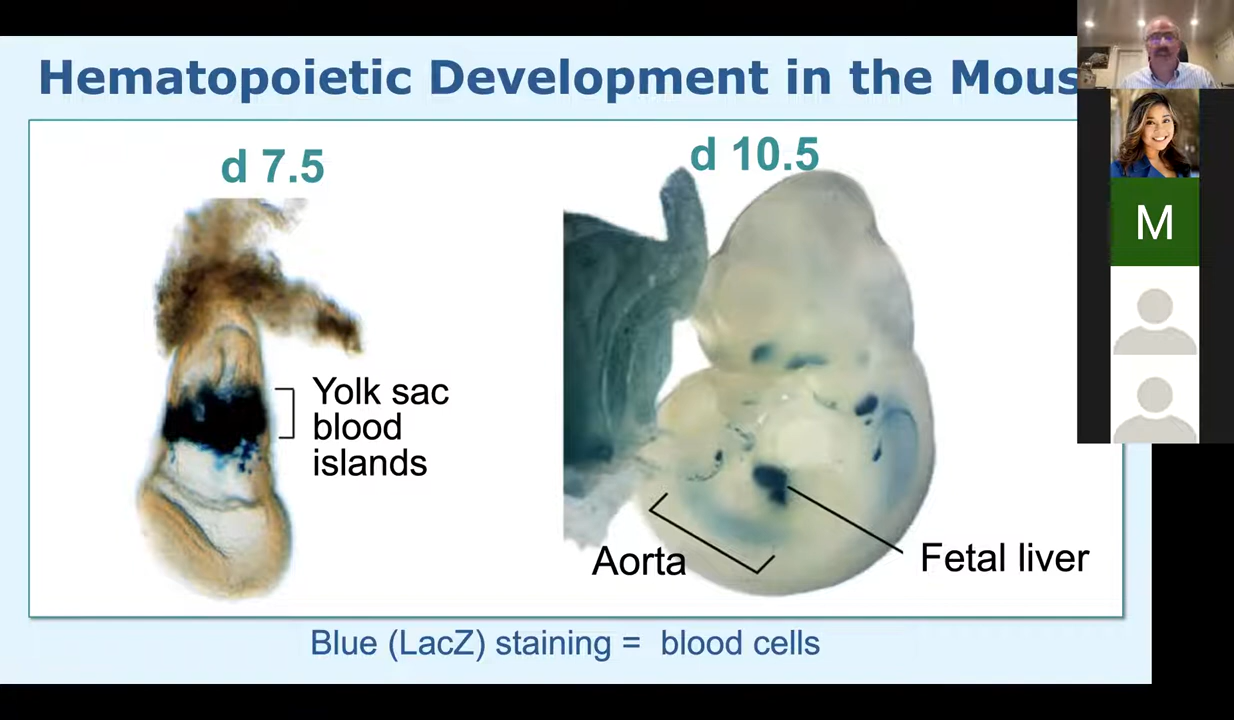 Hematopoietic Development in the Mous
d 7.5
d 10.5
M
Yolk sac
blood
islands
Aorta
Fetal liver
Blue (LacZ) staining = blood cells